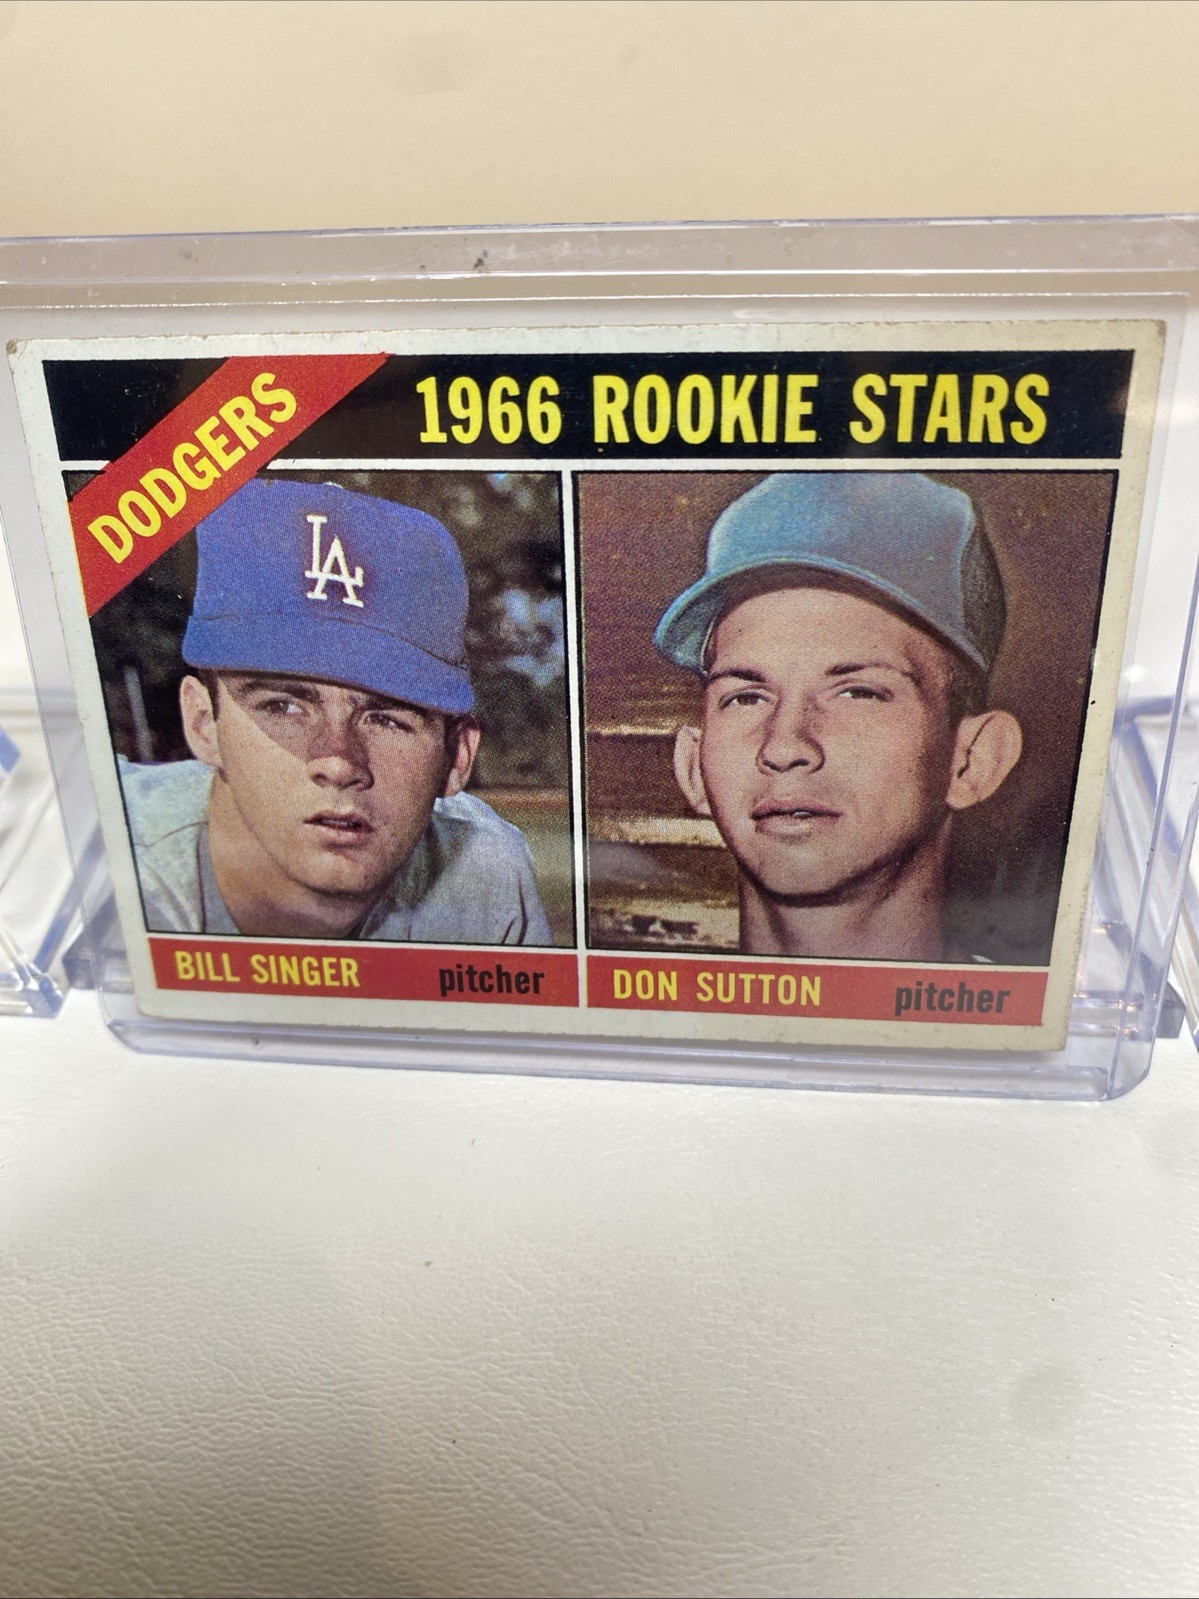 DODGERS
1966 ROOKIE STARS
LA
BILL SINGER pitcher
DON SUTTON pitcher